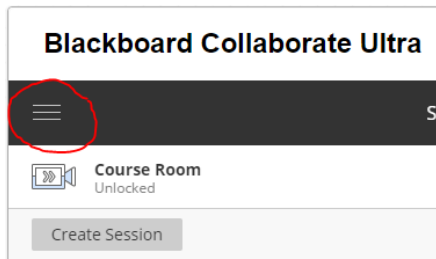 Blackboard Collaborate Ultra
S
Course Room
Unlocked
Create Session